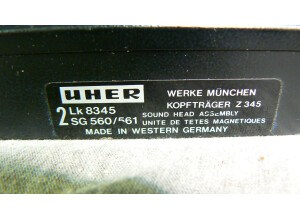 UHER WERKE MÜNCHEN
KOPFTRÄGER Z 345
2 Lk 8345 SOUND HEAD ASSEMBLY
SG 560/561 UNITE DE TETES MAGNETIQUES
MADE IN WESTERN GERMANY